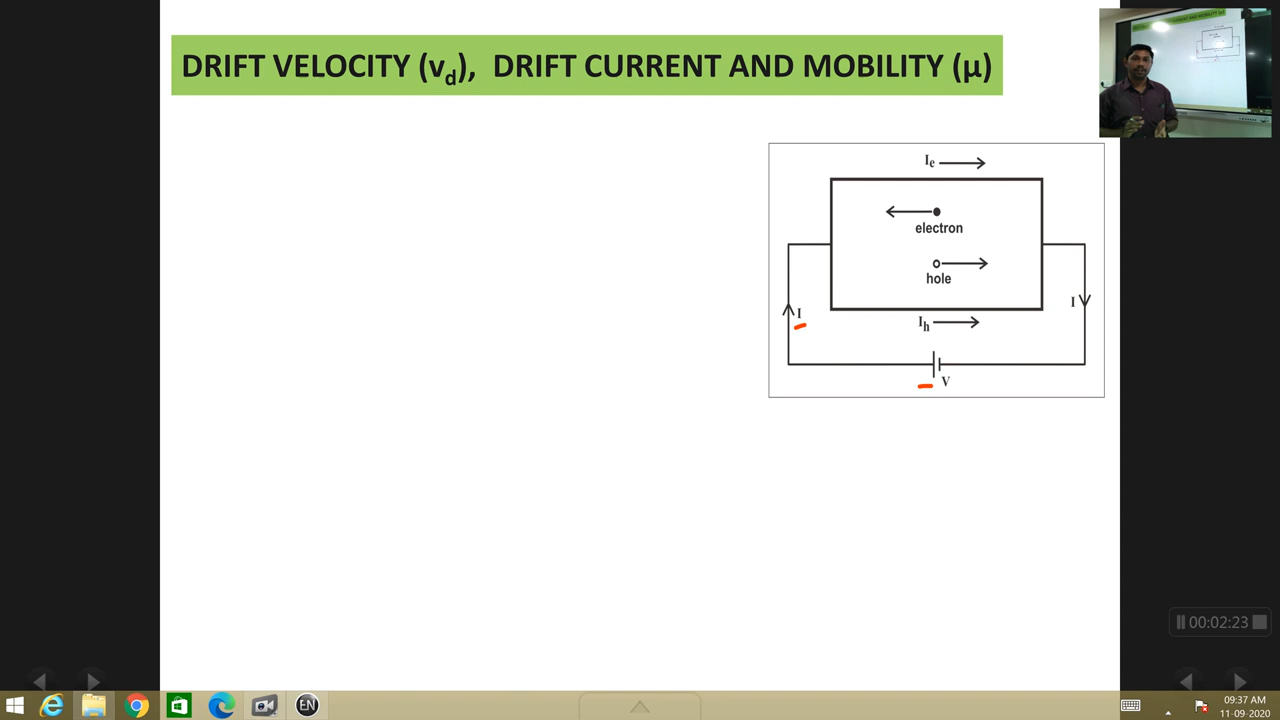 DRIFT VELOCITY (vd), DRIFT CURRENT AND MOBILITY (μ)
Ie
electron
hole
I
I
Ih
V
00:02:23
EN
09:37 AM
11-09-2020